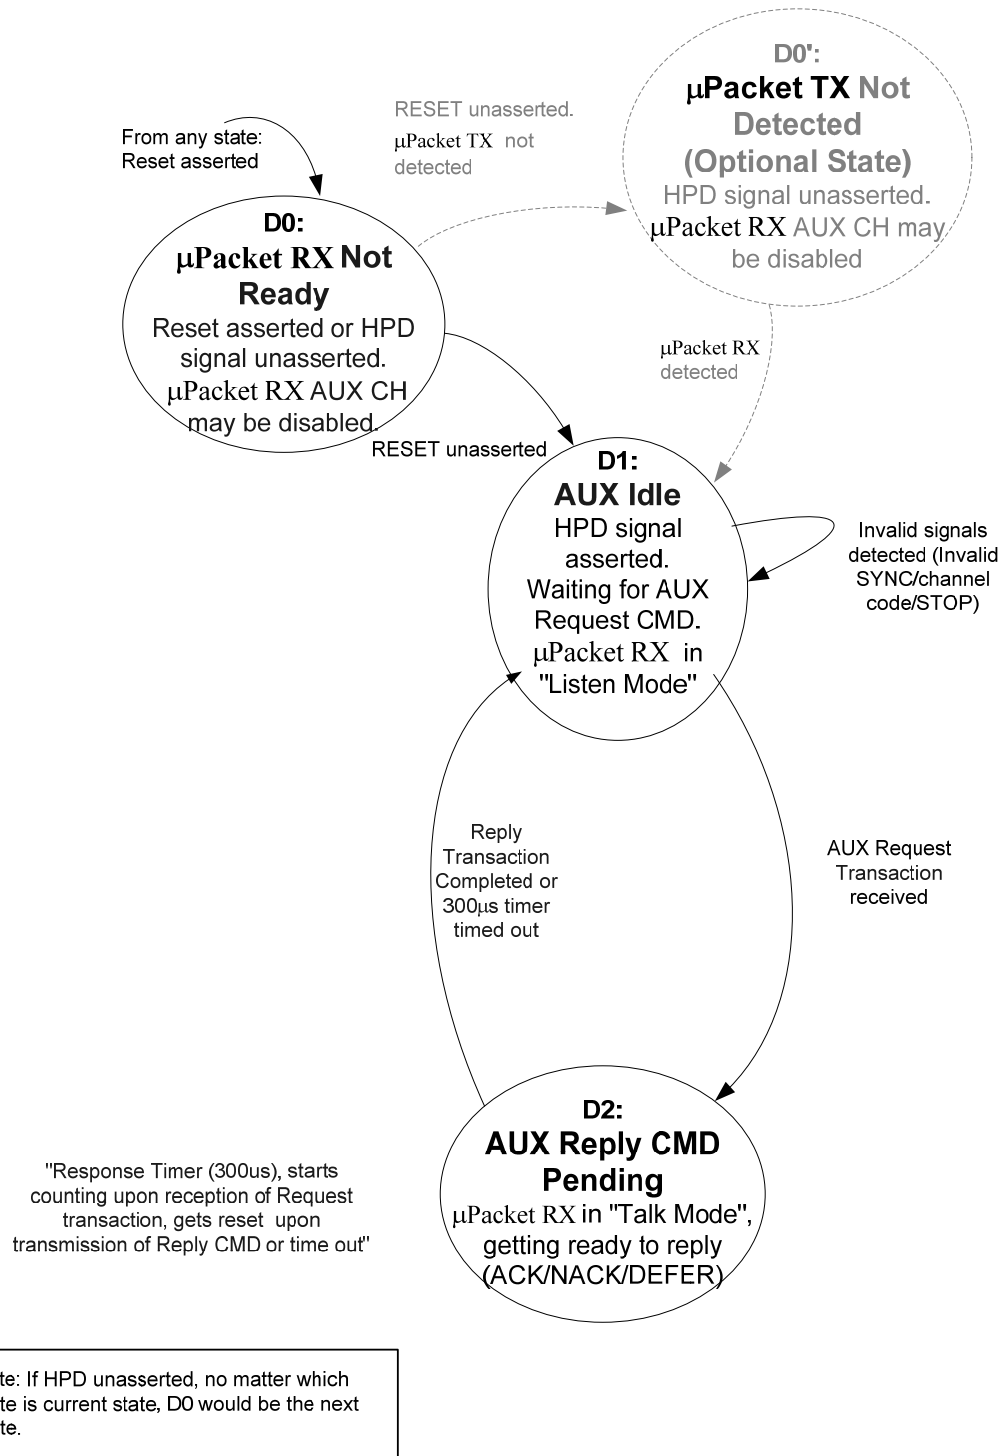 D0':
μPacket TX Not
Detected
(Optional State)
HPD signal unasserted.
μPacket RX AUX CH may
be disabled
RESET unasserted.
μPacket TX not
detected
From any state:
Reset asserted
D0:
μPacket RX Not
Ready
Reset asserted or HPD
signal unasserted.
μPacket RX AUX CH
may be disabled.
μPacket RX
detected
RESET unasserted
D1:
AUX Idle
HPD signal
asserted.
Waiting for AUX
Request CMD.
μPacket RX in
"Listen Mode"
Invalid signals
detected (Invalid
SYNC/channel
code/STOP)
Reply
Transaction
Completed or
300μs timer
timed out
AUX Request
Transaction
received
D2:
AUX Reply CMD
Pending
μPacket RX in "Talk Mode",
getting ready to reply
(ACK/NACK/DEFER)
"Response Timer (300us), starts
counting upon reception of Request
transaction, gets reset upon
transmission of Reply CMD or time out"
te: If HPD unasserted, no matter which
te is current state, D0 would be the next
te.